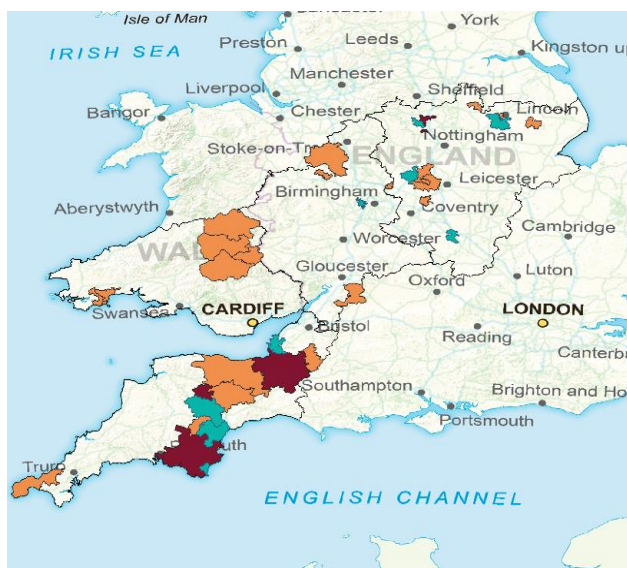 Isle of Man
York
IRISH SEA
Preston
Leeds
Kingston up
Manchester
Liverpool
Sheffield
Bangor
Chester
Lincoln
Stoke-on-Tr
Nottingham
ENGLAND
Leicester
Birmingham
Aberystwyth
Coventry
Cambridge
WA
Worcester
Gloucester
Luton
Oxford
Swansea
CARDIFF
LONDON
Bristol
Reading
Canterb
Southampton
Brighton and Ho
Portsmouth
outh
Truro
ENGLISH CHANNEL